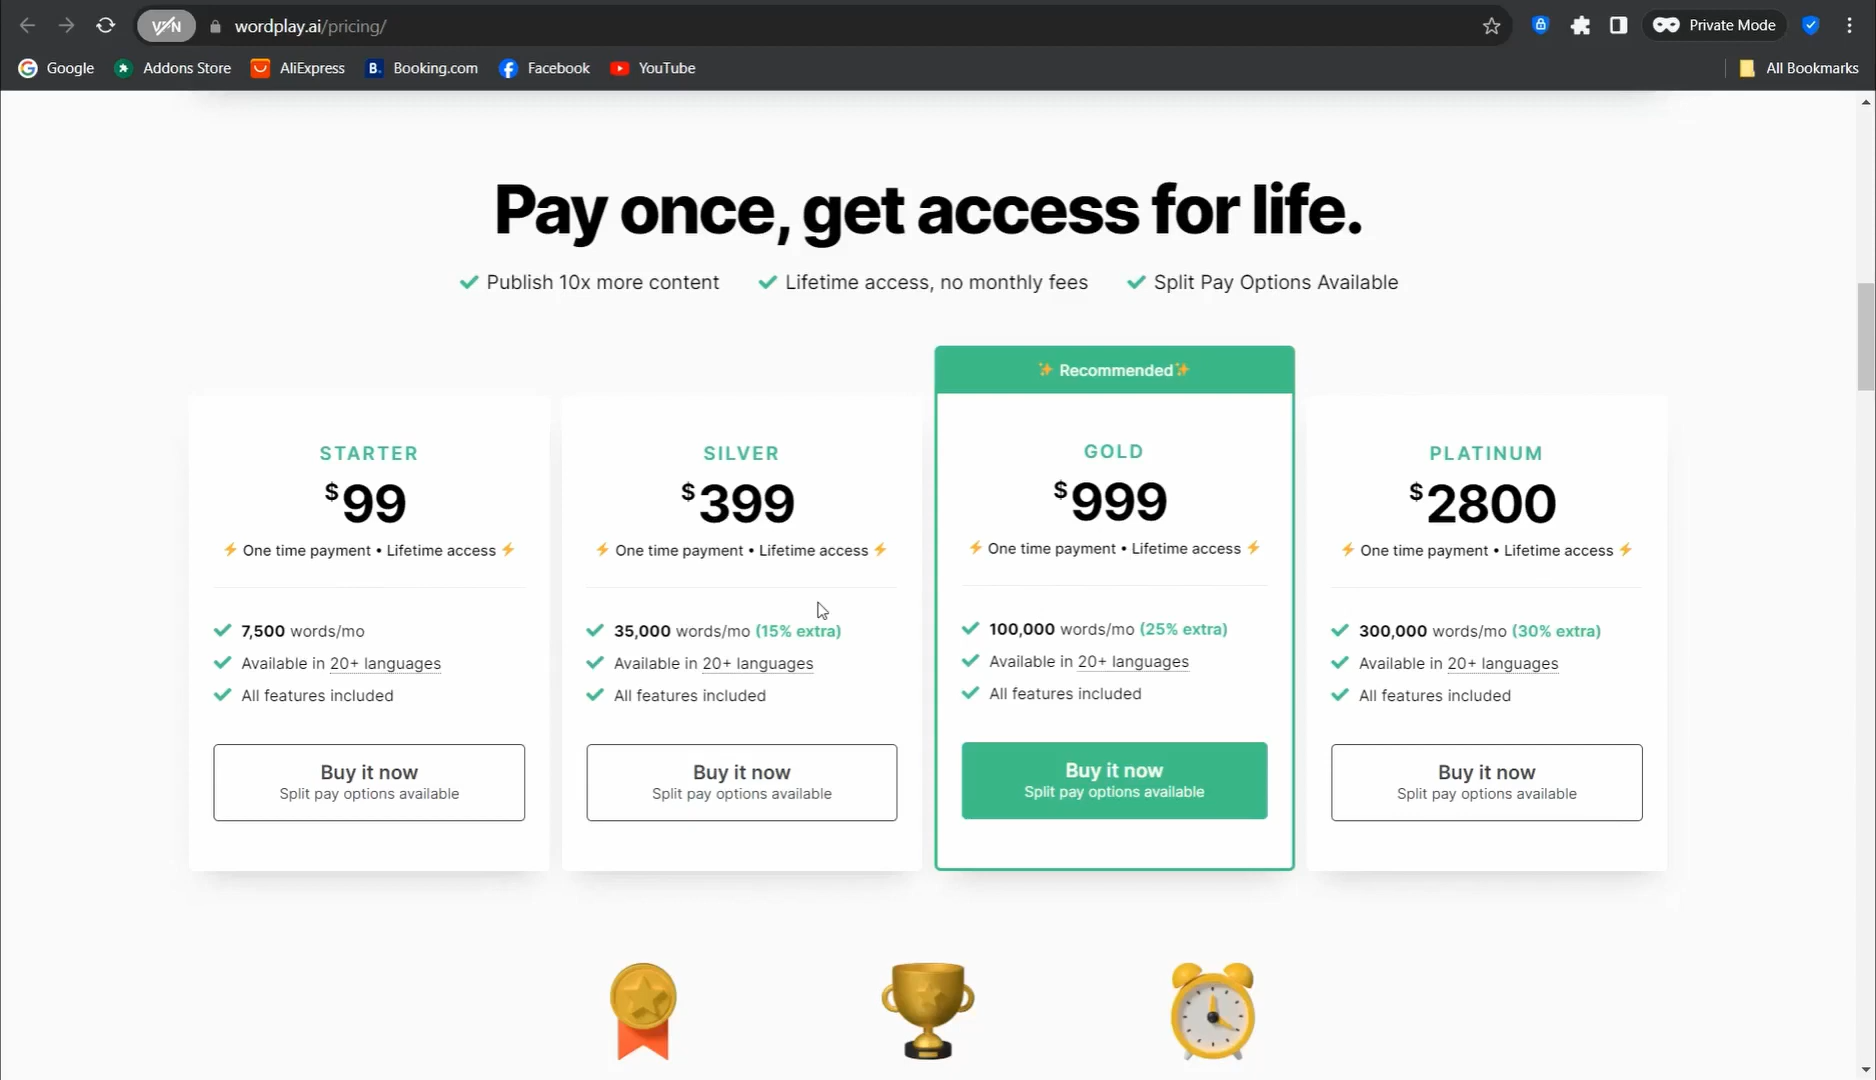 VPN
wordplay.ai/pricing/
Private Mode
Google
Addons Store
AliExpress
B.
Booking.com
Facebook
YouTube
All Bookmarks
Pay once, get access for life.
Publish 10x more content
Lifetime access, no monthly fees
Split Pay Options Available
Recommended
STARTER
$99
One time payment • Lifetime access
7,500 words/mo
Available in 20+ languages
All features included
Buy it now
Split pay options available
SILVER
$399
One time payment • Lifetime access
35,000 words/mo (15% extra)
Available in 20+ languages
All features included
Buy it now
Split pay options available
GOLD
$999
One time payment • Lifetime access
100,000 words/mo (25% extra)
Available in 20+ languages
All features included
Buy it now
Split pay options available
PLATINUM
$2800
One time payment • Lifetime access
300,000 words/mo (30% extra)
Available in 20+ languages
All features included
Buy it now
Split pay options available